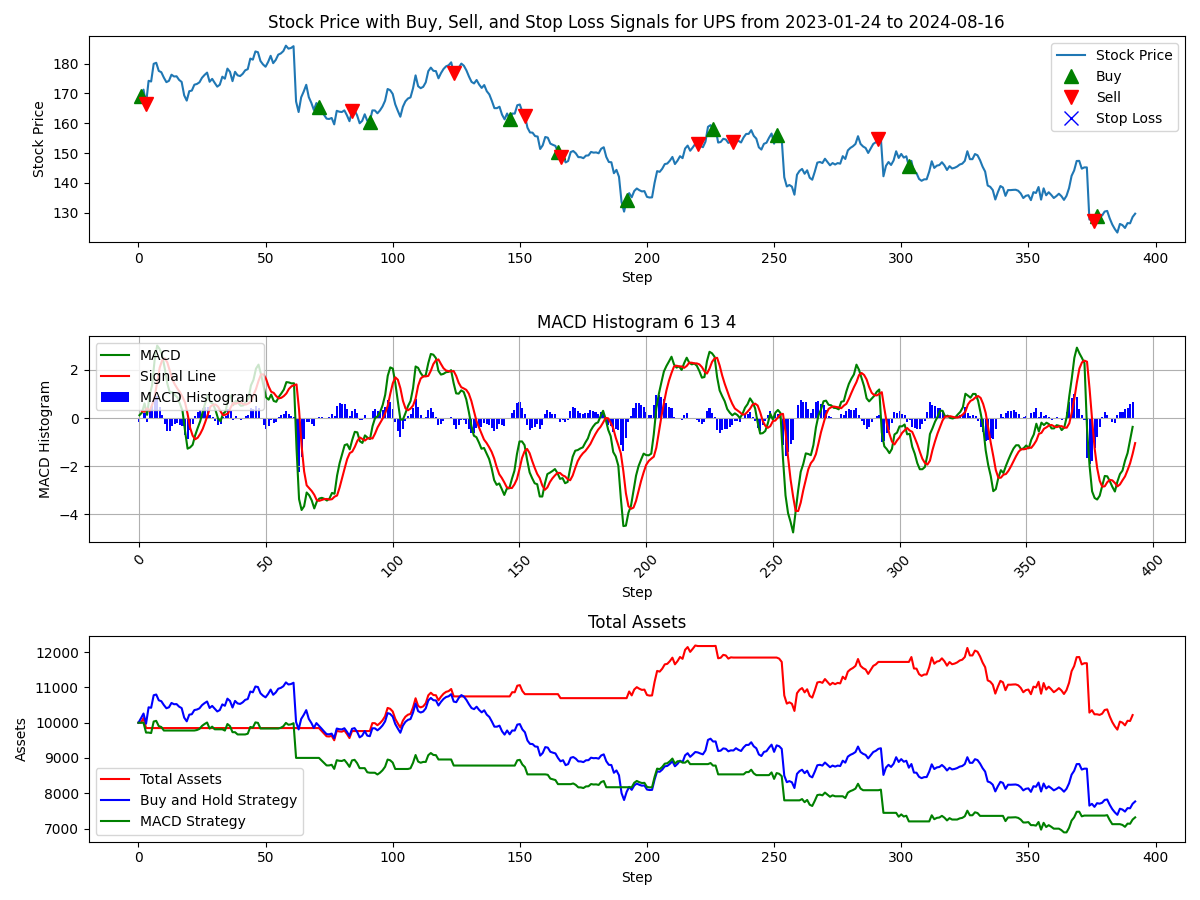 Stock Price with Buy, Sell, and Stop Loss Signals for UPS from 2023-01-24 to 2024-08-16
Stock Price
180
170
160
150
140
130
Stock Price
Buy
Sell
Stop Loss
0 50 100 150 200 250 300 350 400
Step
MACD Histogram 6 13 4
MACD Histogram
2
0
−2
−4
MACD
Signal Line
MACD Histogram
0 50 100 150 200 250 300 350 400
Step
Total Assets
Assets
12000
11000
10000
9000
8000
7000
Total Assets
Buy and Hold Strategy
MACD Strategy
0 50 100 150 200 250 300 350 400
Step